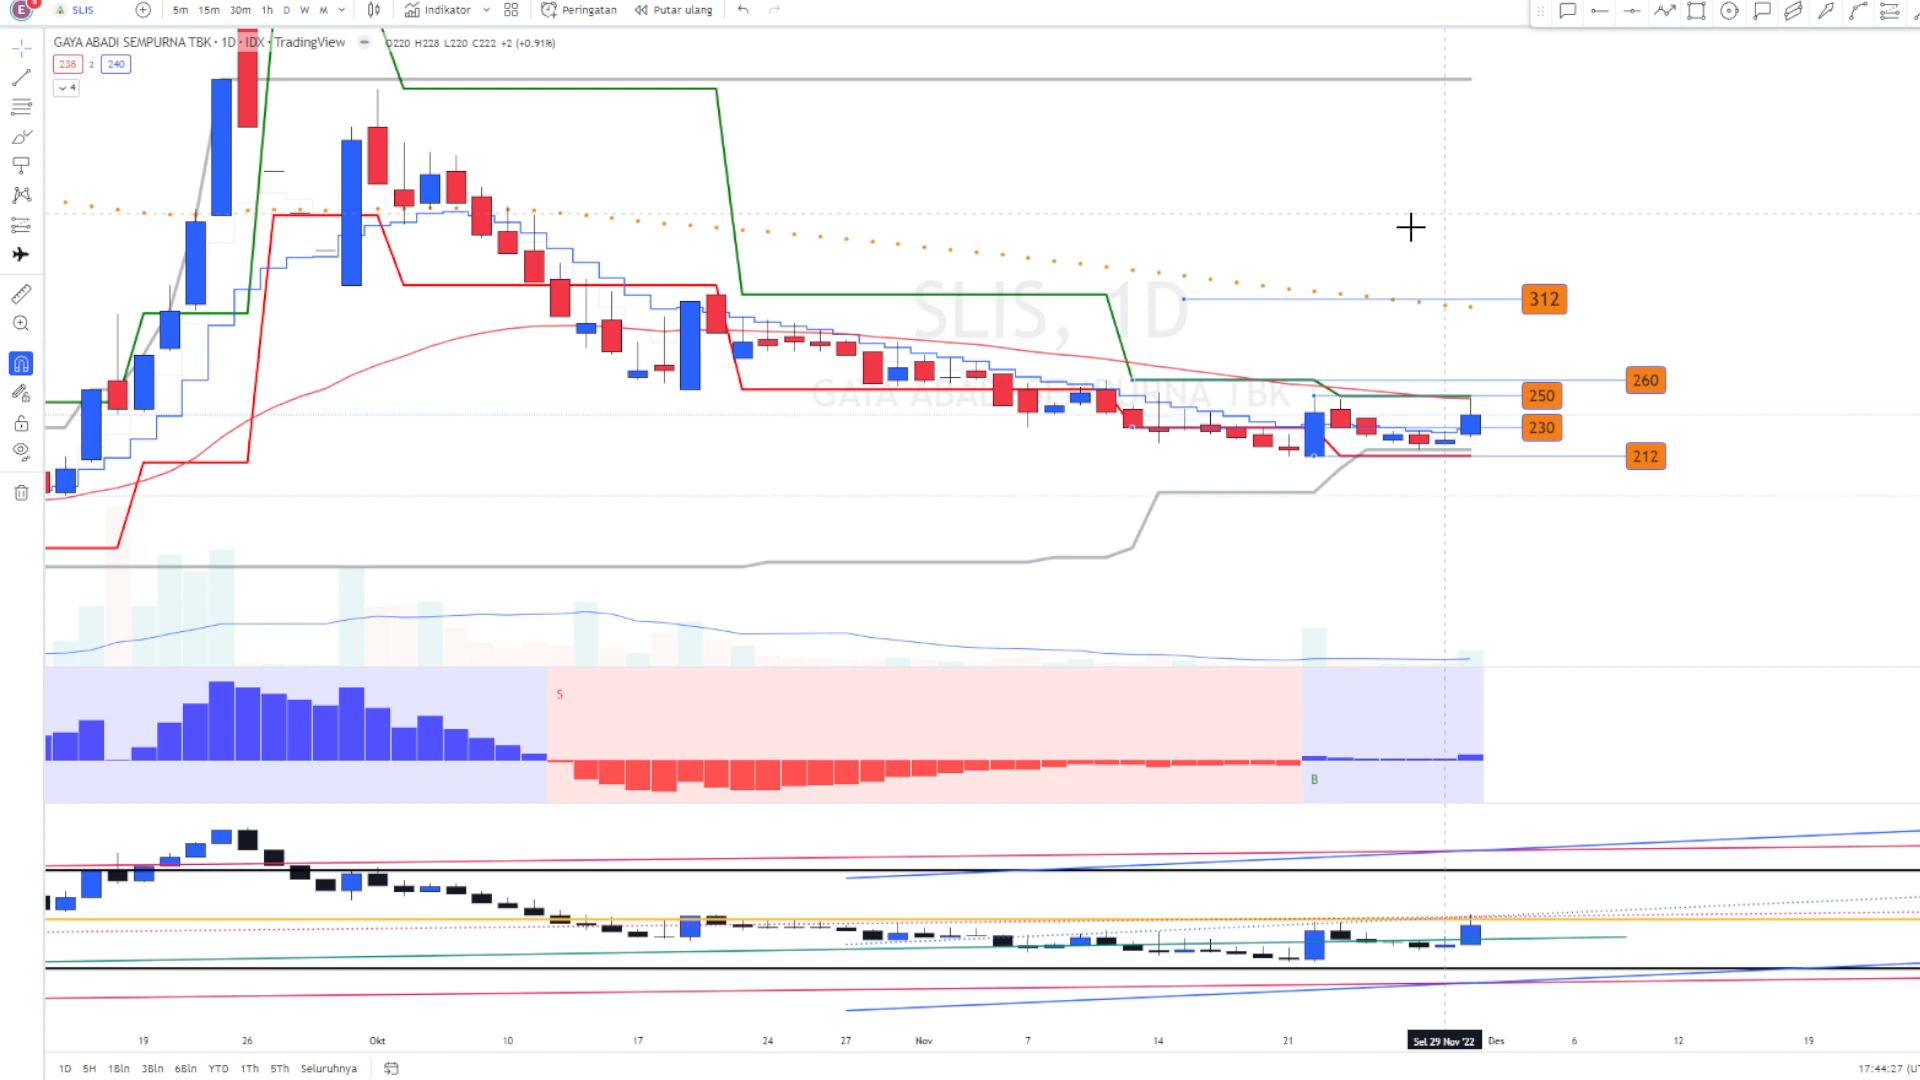 E 5 SLIS 5m 15m 30m 1h D W M Indikator Peringatan Putar ulang
GAYA ABADI SEMPURNA TBK · 1D · IDX · TradingView O220 H228 L220 C222 +2 (+0.91%)
238 2 240
4
SLIS, 1D
GAYA ABADI SEMPURNA TBK
312
260
250
230
212
S
B
19 26 Okt 10 17 24 27 Nov 7 14 21 Sel 29 Nov '22 Des 6 12 19
1D 5H 1Bln 3Bln 6Bln YTD 1Th 5Th Seluruhnya 17:44:27 (UT